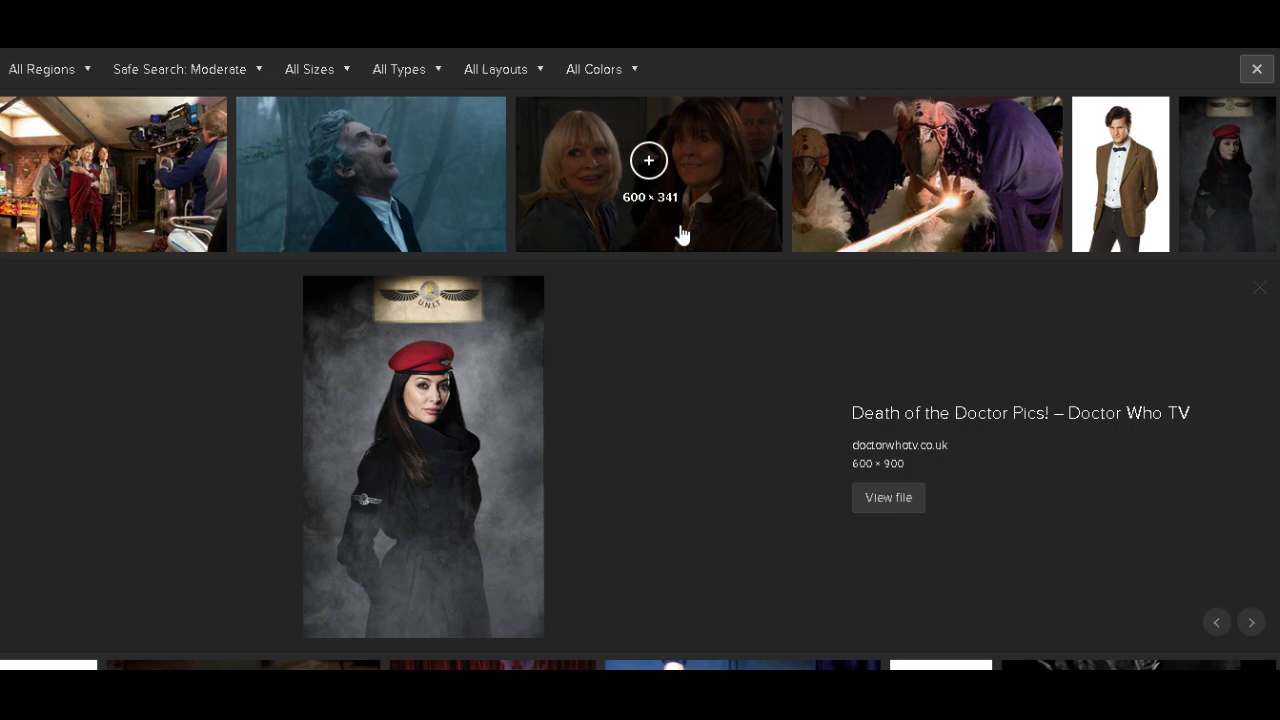 All Regions
Safe Search: Moderate
All Sizes
All Types
All Layouts
All Colors
600 × 341
U.N.I.T
Death of the Doctor Pics! – Doctor Who TV
doctorwhotv.co.uk
600 × 900
View file